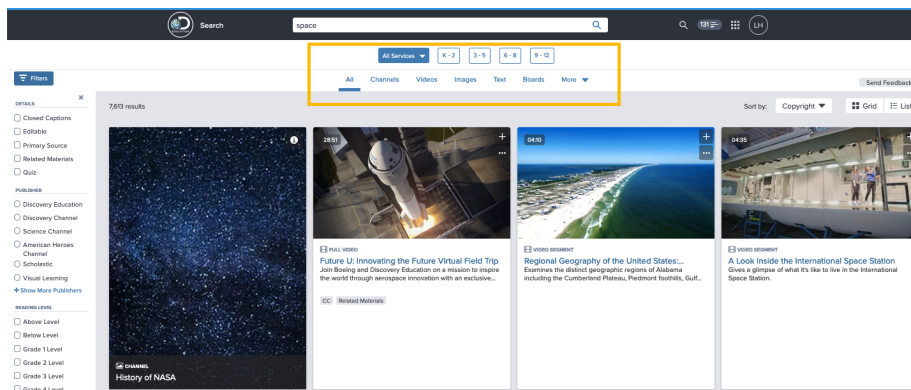 Search
space
131
LH
All Services
K - 2
3 - 5
6 - 8
9 - 12
Filters
All
Channels
Videos
Images
Text
Boards
More
Send Feedback
DETAILS
Closed Captions
Editable
Primary Source
Related Materials
Quiz
PUBLISHER
Discovery Education
Discovery Channel
Science Channel
American Heroes
Channel
Scholastic
Visual Learning
+ Show More Publishers
READING LEVEL
Above Level
Below Level
Grade 1 Level
Grade 2 Level
Grade 3 Level
Grade 4 Level
7,613 results
Sort by:
Copyright
Grid
List
CHANNEL
History of NASA
28:51
FULL VIDEO
Future U: Innovating the Future Virtual Field Trip
Join Boeing and Discovery Education on a mission to inspire
the world through aerospace innovation with an exclusive...
CC
Related Materials
04:10
VIDEO SEGMENT
Regional Geography of the United States:...
Examines the distinct geographic regions of Alabama
including the Cumberland Plateau, Piedmont foothills, Gulf...
04:35
VIDEO SEGMENT
A Look Inside the International Space Station
Gives a glimpse of what it's like to live in the International
Space Station.